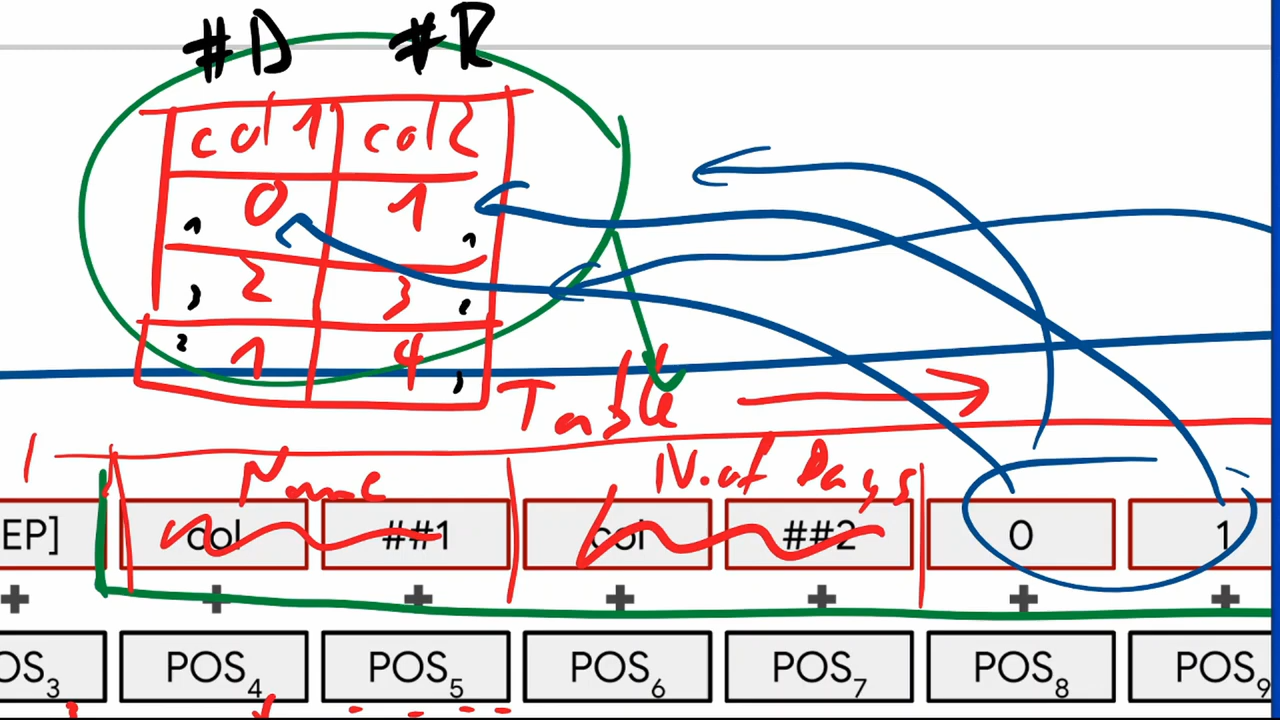 #D #R
col1 col2
, 0 1 ,
, 2 3 ,
, 1 4 ,
Table
Name N. of Days
EP] col ##1 col ##2 0 1
+ + + + + + +
OS3 POS4 POS5 POS6 POS7 POS8 POS9